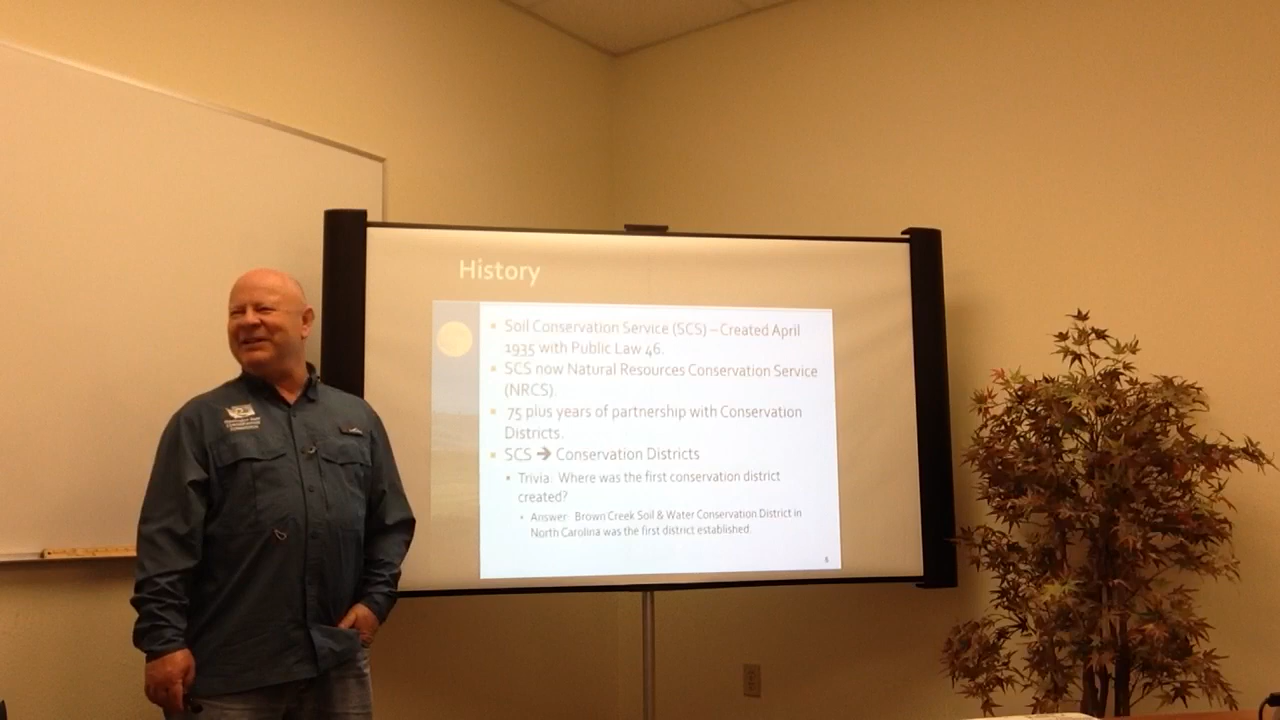 History
Soil Conservation Service (SCS) – Created April
1935 with Public Law 46.
SCS now Natural Resources Conservation Service
(NRCS).
75 plus years of partnership with Conservation
Districts.
SCS → Conservation Districts
Trivia: Where was the first conservation district
created?
Answer: Brown Creek Soil & Water Conservation District in
North Carolina was the first district established.